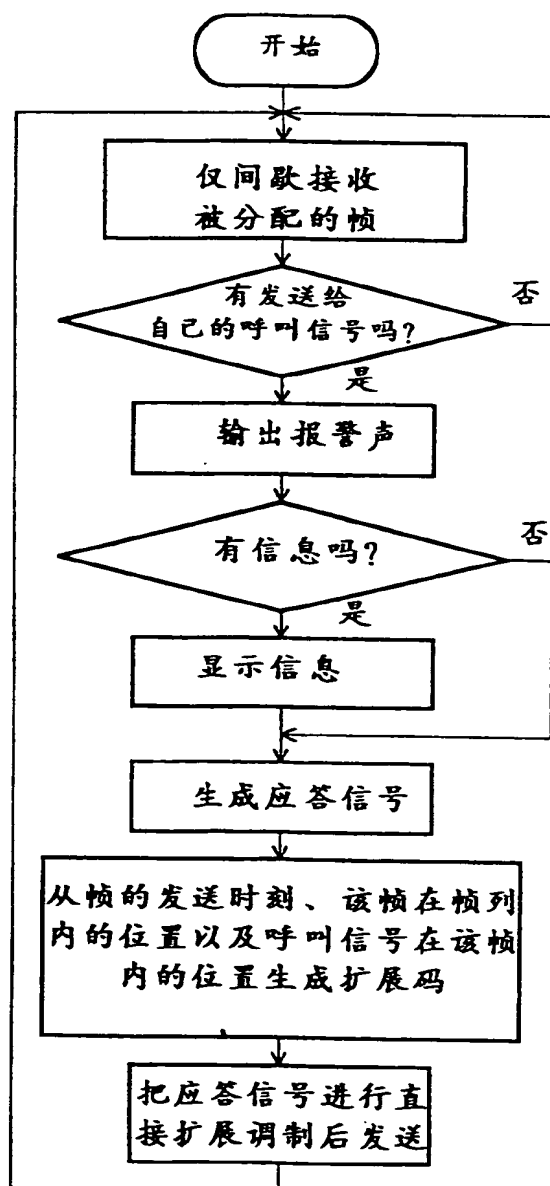 开始
仅间歇接收
被分配的帧
有发送给
自己的呼叫信号吗?
否
是
输出报警声
有信息吗?
否
是
显示信息
生成应答信号
从帧的发送时刻、该帧在帧列
内的位置以及呼叫信号在该帧
内的位置生成扩展码
把应答信号进行直
接扩展调制后发送